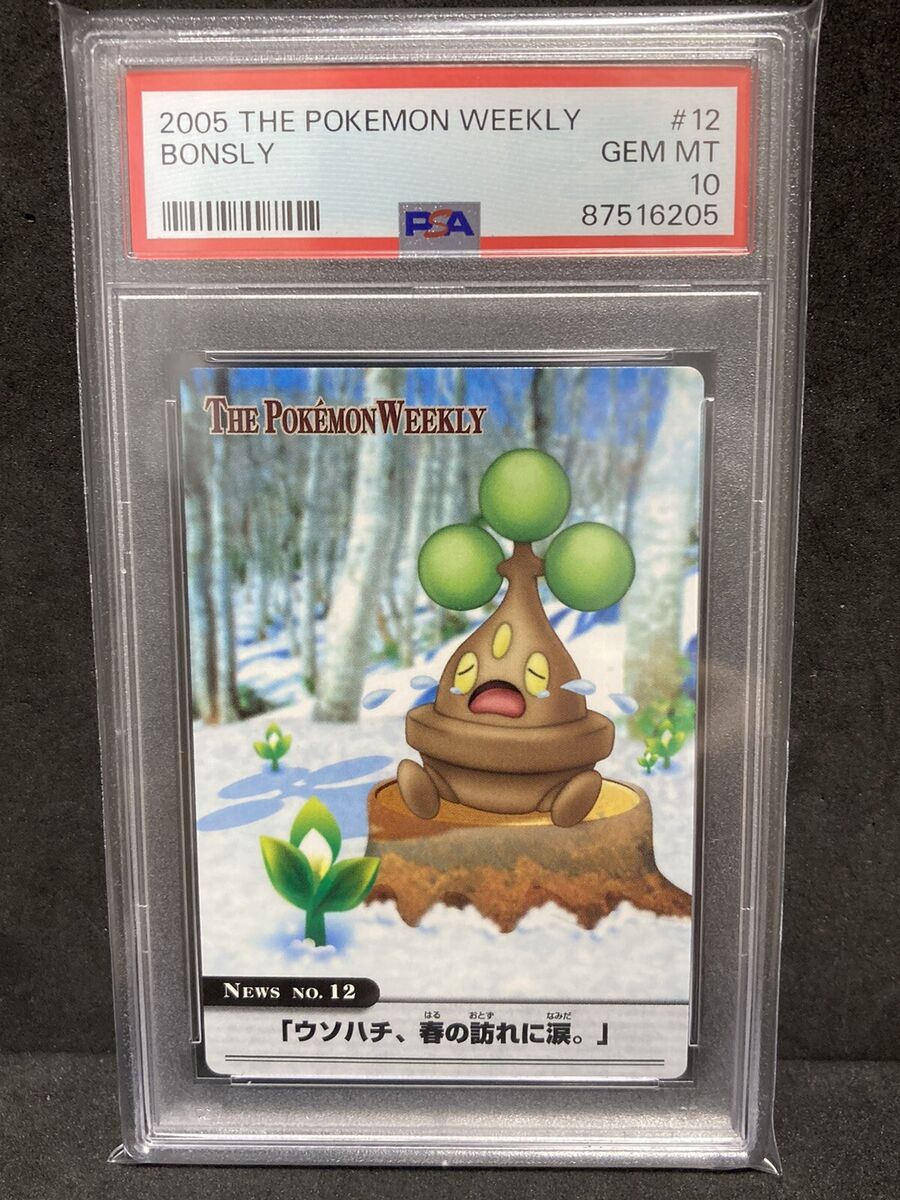 2005 THE POKEMON WEEKLY #12
BONSLY GEM MT
10
PSA 87516205
THE POKÉMON WEEKLY
NEWS NO. 12
はる おとず なみだ
「ウソハチ、春の訪れに涙。」